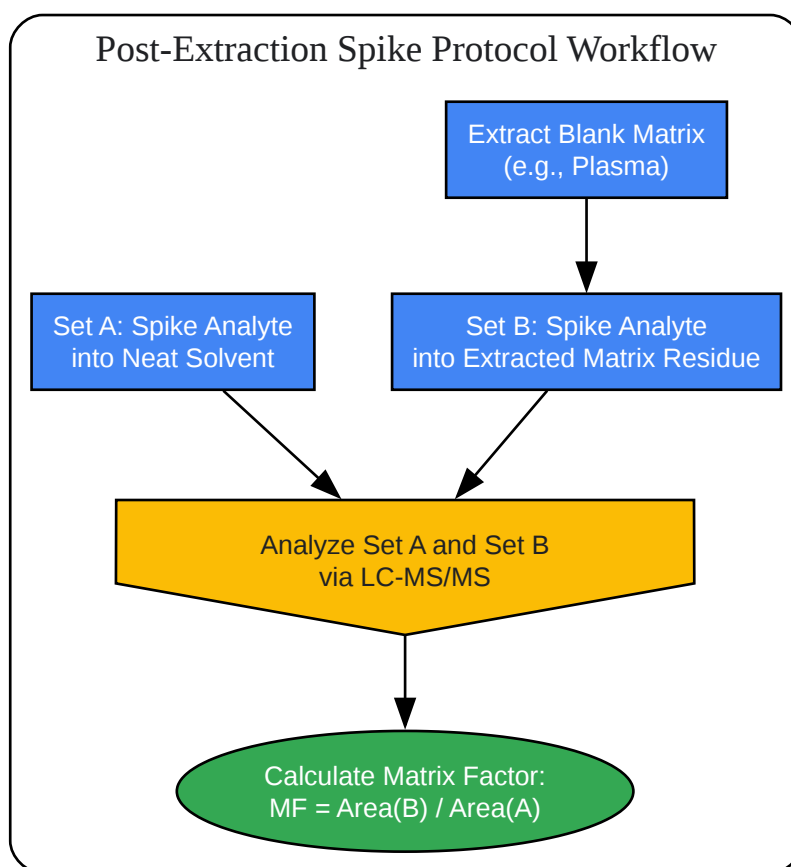 Post-Extraction Spike Protocol Workflow
Extract Blank Matrix
(e.g., Plasma)
Set A: Spike Analyte
into Neat Solvent
Set B: Spike Analyte
into Extracted Matrix Residue
Analyze Set A and Set B
via LC-MS/MS
Calculate Matrix Factor:
MF = Area(B) / Area(A)